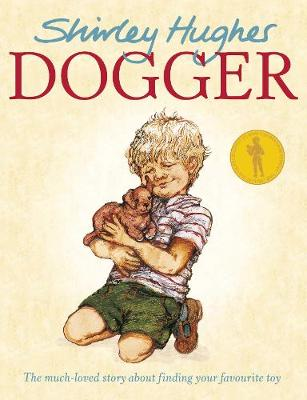 Shirley Hughes
DOGGER
The much-loved story about finding your favourite toy